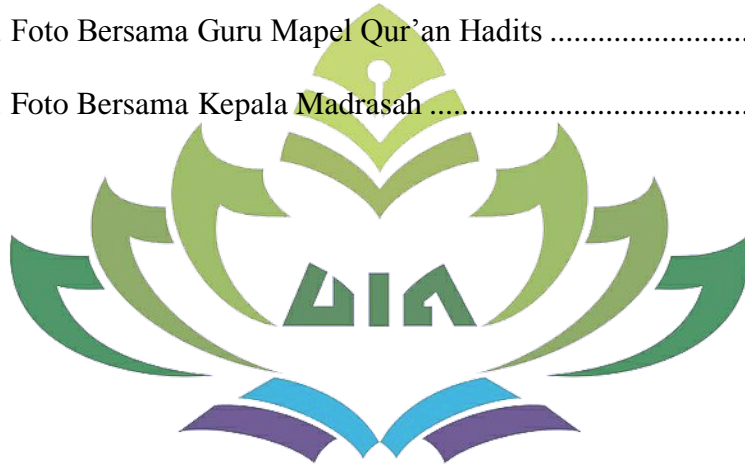 Foto Bersama Guru Mapel Qur’an Hadits .........................
Foto Bersama Kepala Madrasah ........................................
UIN